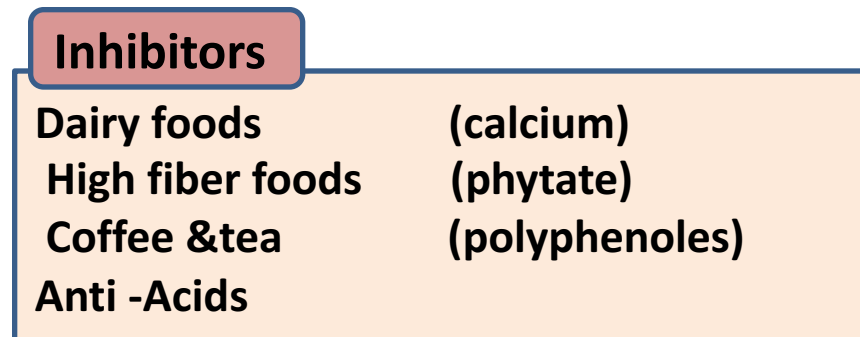 Inhibitors
Dairy foods (calcium)
High fiber foods (phytate)
Coffee &tea (polyphenoles)
Anti -Acids